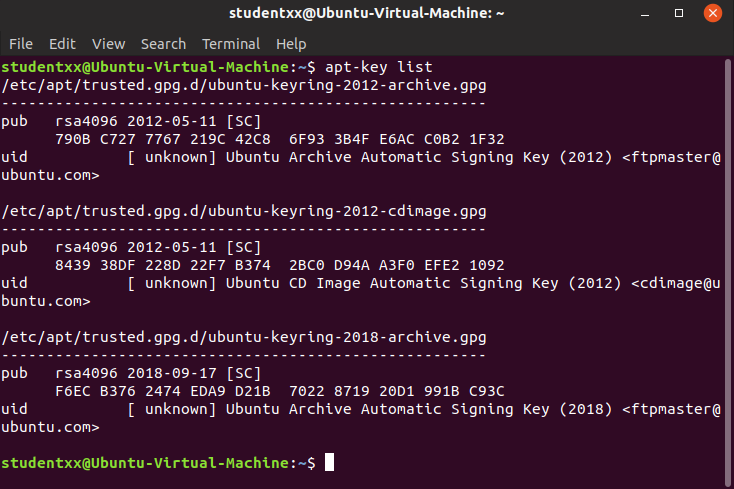 studentxx@Ubuntu-Virtual-Machine: ~
File Edit View Search Terminal Help
studentxx@Ubuntu-Virtual-Machine:~$ apt-key list
/etc/apt/trusted.gpg.d/ubuntu-keyring-2012-archive.gpg
------------------------------------------------------
pub   rsa4096 2012-05-11 [SC]
      790B C727 7767 219C 42C8  6F93 3B4F E6AC C0B2 1F32
uid           [ unknown] Ubuntu Archive Automatic Signing Key (2012) <ftpmaster@
ubuntu.com>
/etc/apt/trusted.gpg.d/ubuntu-keyring-2012-cdimage.gpg
------------------------------------------------------
pub   rsa4096 2012-05-11 [SC]
      8439 38DF 228D 22F7 B374  2BC0 D94A A3F0 EFE2 1092
uid           [ unknown] Ubuntu CD Image Automatic Signing Key (2012) <cdimage@u
buntu.com>
/etc/apt/trusted.gpg.d/ubuntu-keyring-2018-archive.gpg
------------------------------------------------------
pub   rsa4096 2018-09-17 [SC]
      F6EC B376 2474 EDA9 D21B  7022 8719 20D1 991B C93C
uid           [ unknown] Ubuntu Archive Automatic Signing Key (2018) <ftpmaster@
ubuntu.com>
studentxx@Ubuntu-Virtual-Machine:~$